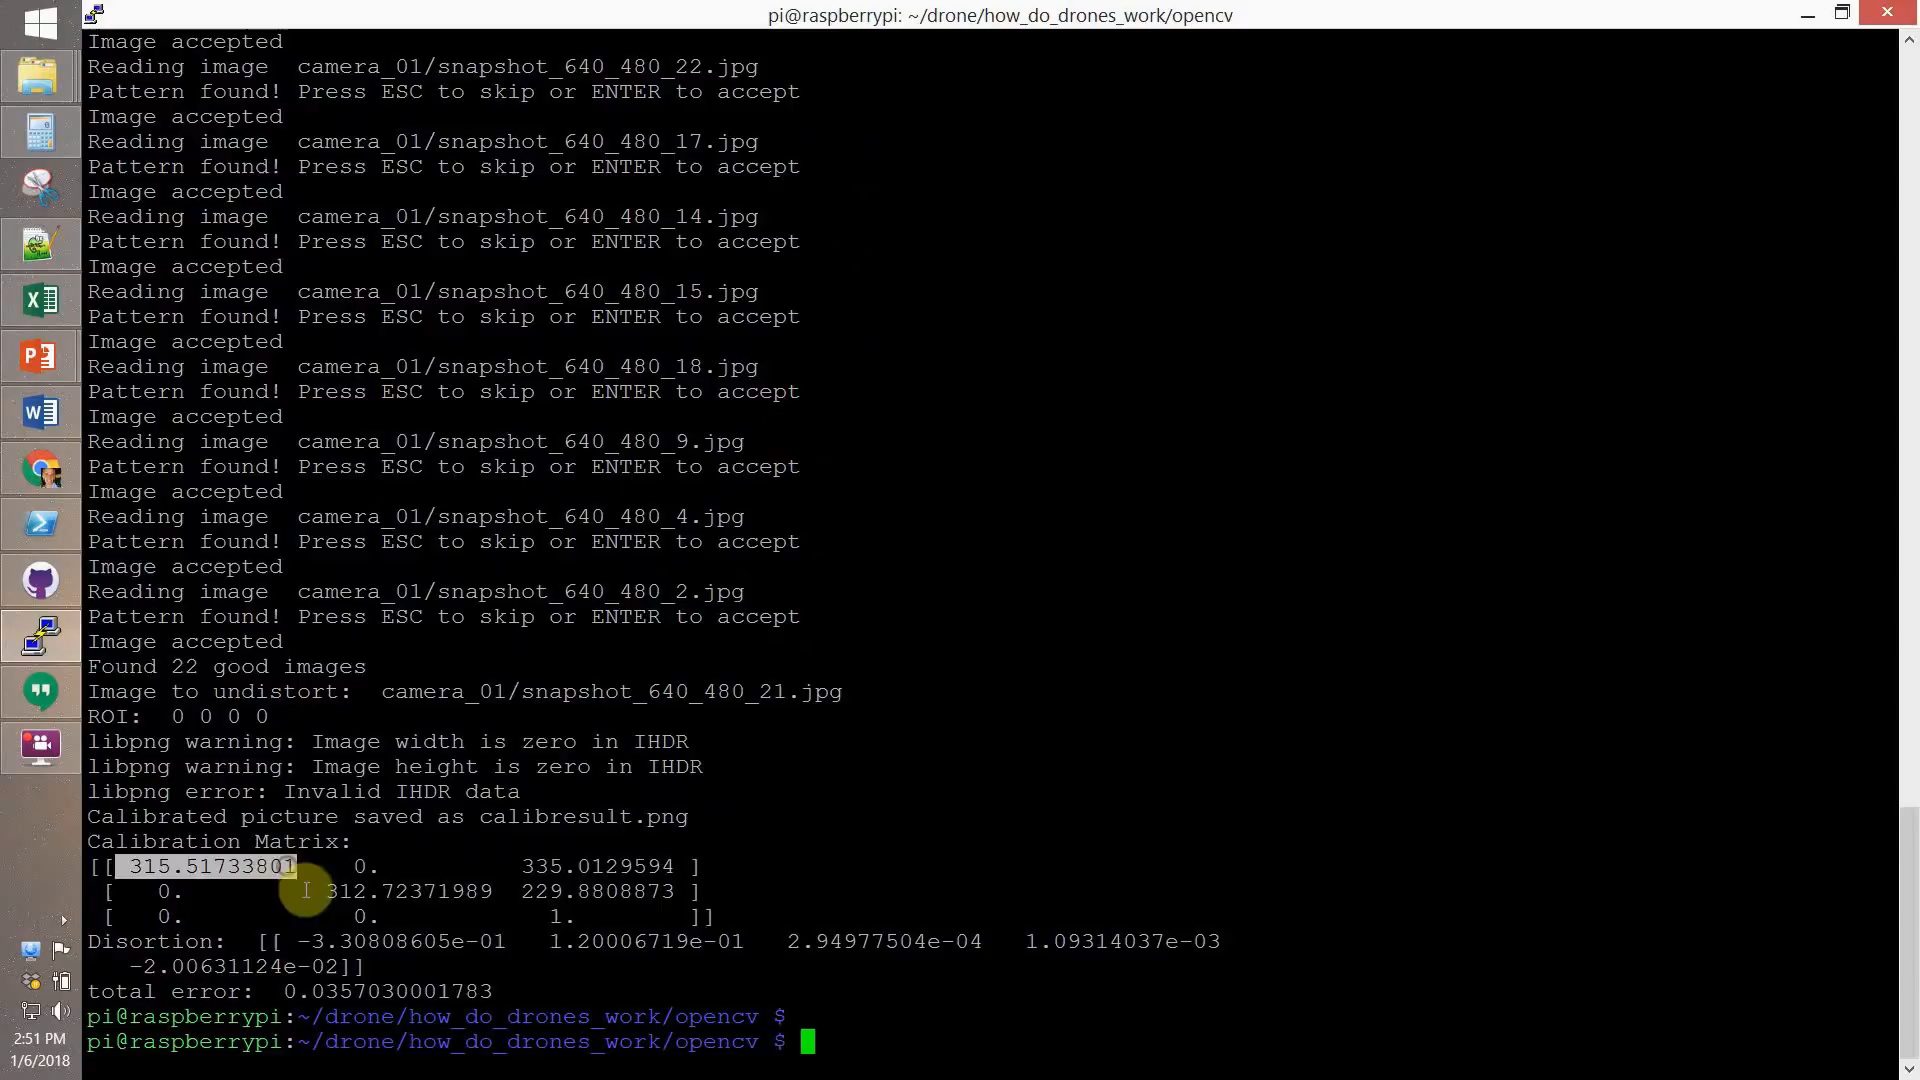 pi@raspberrypi: ~/drone/how_do_drones_work/opencv
Image accepted
Reading image  camera_01/snapshot_640_480_22.jpg
Pattern found! Press ESC to skip or ENTER to accept
Image accepted
Reading image  camera_01/snapshot_640_480_17.jpg
Pattern found! Press ESC to skip or ENTER to accept
Image accepted
Reading image  camera_01/snapshot_640_480_14.jpg
Pattern found! Press ESC to skip or ENTER to accept
Image accepted
Reading image  camera_01/snapshot_640_480_15.jpg
Pattern found! Press ESC to skip or ENTER to accept
Image accepted
Reading image  camera_01/snapshot_640_480_18.jpg
Pattern found! Press ESC to skip or ENTER to accept
Image accepted
Reading image  camera_01/snapshot_640_480_9.jpg
Pattern found! Press ESC to skip or ENTER to accept
Image accepted
Reading image  camera_01/snapshot_640_480_4.jpg
Pattern found! Press ESC to skip or ENTER to accept
Image accepted
Reading image  camera_01/snapshot_640_480_2.jpg
Pattern found! Press ESC to skip or ENTER to accept
Image accepted
Found 22 good images
Image to undistort:  camera_01/snapshot_640_480_21.jpg
ROI:  0 0 0 0
libpng warning: Image width is zero in IHDR
libpng warning: Image height is zero in IHDR
libpng error: Invalid IHDR data
Calibrated picture saved as calibresult.png
Calibration Matrix:
[[ 315.51733801    0.          335.0129594 ]
[   0.          312.72371989  229.8808873 ]
[   0.            0.            1.        ]]
Disortion:  [[ -3.30808605e-01   1.20006719e-01   2.94977504e-04   1.09314037e-03
-2.00631124e-02]]
total error:  0.0357030001783
pi@raspberrypi:~/drone/how_do_drones_work/opencv $
pi@raspberrypi:~/drone/how_do_drones_work/opencv $
2:51 PM
1/6/2018